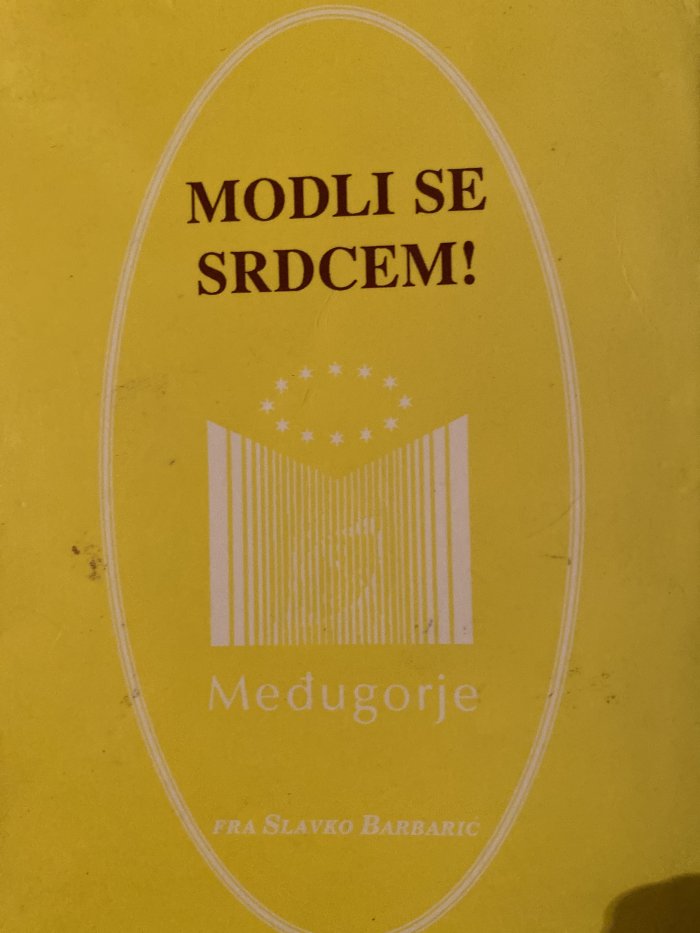 MODLI SE
SRDCEM!
Međugorje
FRA SLAVKO BARBARIĆ